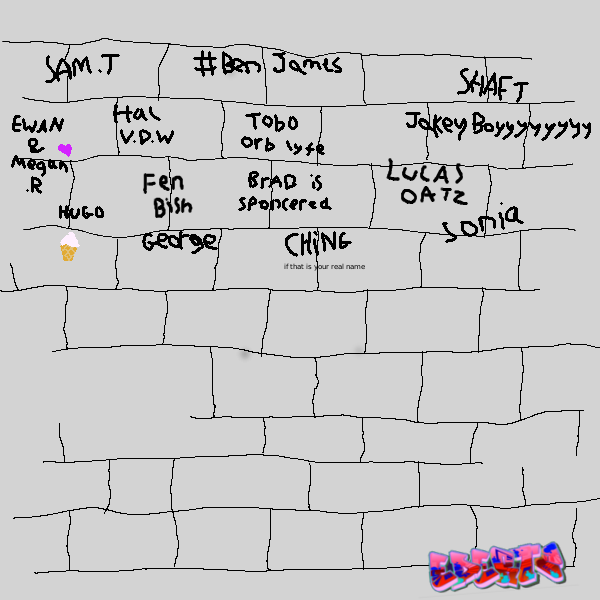 SAM.T
#Ben James
SHAFT
EWAN
&
Megan
.R
Hal
V.D.W
TOBO
Orb lyfe
Jakey Boyyyyyyyy
HUGO
Fen
Bish
BrAD is
sponcered
LUCAS
OATZ
sonia
George
CHiNG
if that is your real name